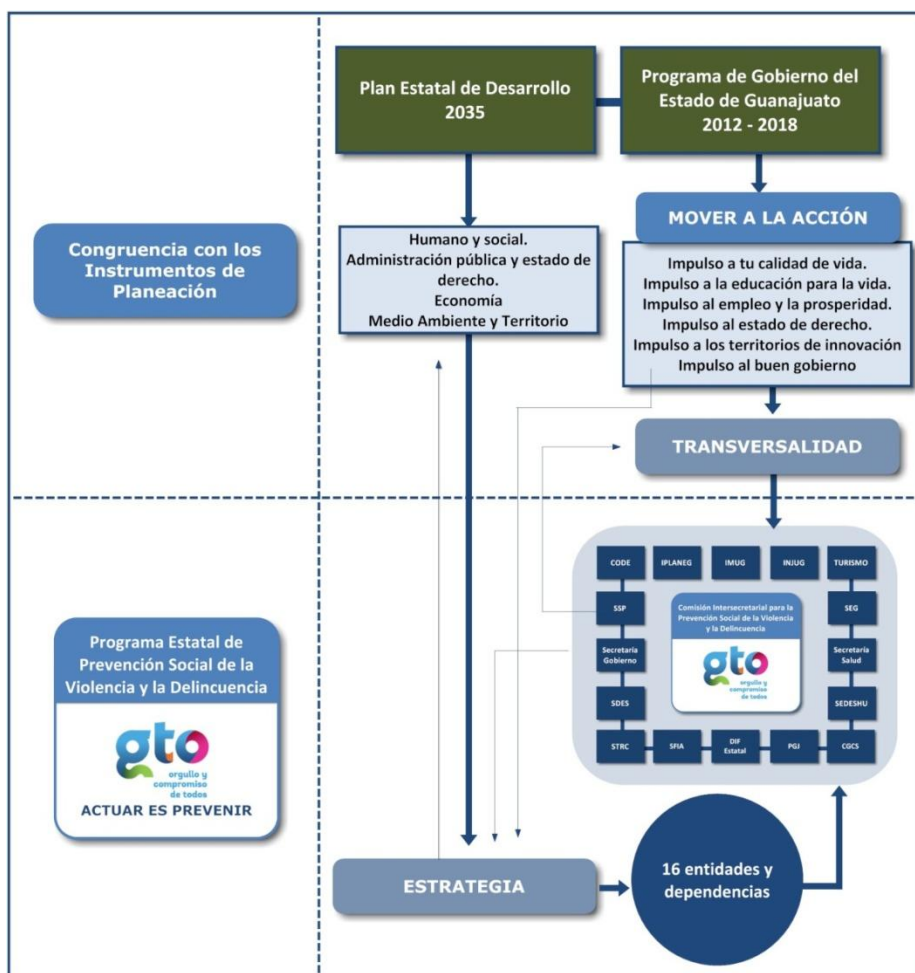 Plan Estatal de Desarrollo
2035
Programa de Gobierno del
Estado de Guanajuato
2012 - 2018
Congruencia con los
Instrumentos de
Planeación
Humano y social.
Administración pública y estado de
derecho.
Economía
Medio Ambiente y Territorio
MOVER A LA ACCIÓN
Impulso a tu calidad de vida.
Impulso a la educación para la vida.
Impulso al empleo y la prosperidad.
Impulso al estado de derecho.
Impulso a los territorios de innovación
Impulso al buen gobierno
TRANSVERSALIDAD
Programa Estatal de
Prevención Social de la
Violencia y la Delincuencia
gto
orgullo y
compromiso
de todos
ACTUAR ES PREVENIR
CODE
IPLANEG
IMUG
INJUG
TURISMO
SSP
Comisión Intersecretarial para la
Prevención Social de la Violencia
y la Delincuencia
gto
orgullo y
compromiso
de todos
SEG
Secretaría
Gobierno
Secretaría
Salud
SDES
SEDESHU
STRC
SFIA
DIF
Estatal
PGJ
CGCS
ESTRATEGIA
16 entidades y
dependencias